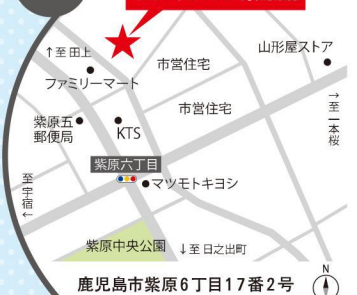 ↑至田上
山形屋ストア
市営住宅
ファミリーマート
市営住宅
→至一本桜
紫原五
郵便局
KTS
紫原六丁目
至宇宿←
マツモトキヨシ
紫原中央公園
↓至日之出町
N
鹿児島市紫原6丁目17番2号